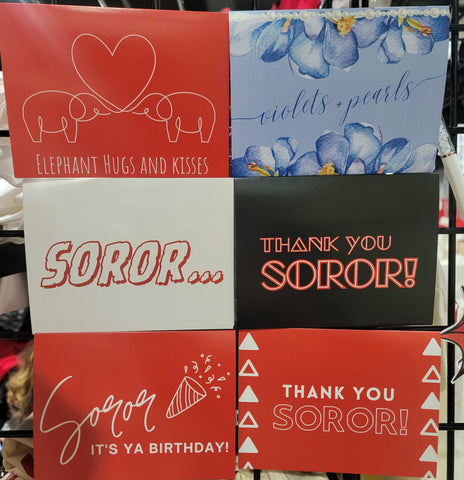 ELEPHANT HUGS AND KISSES
violets + pearls
SOROR...
THANK YOU
SOROR!
Soror
IT'S YA BIRTHDAY!
THANK YOU
SOROR!